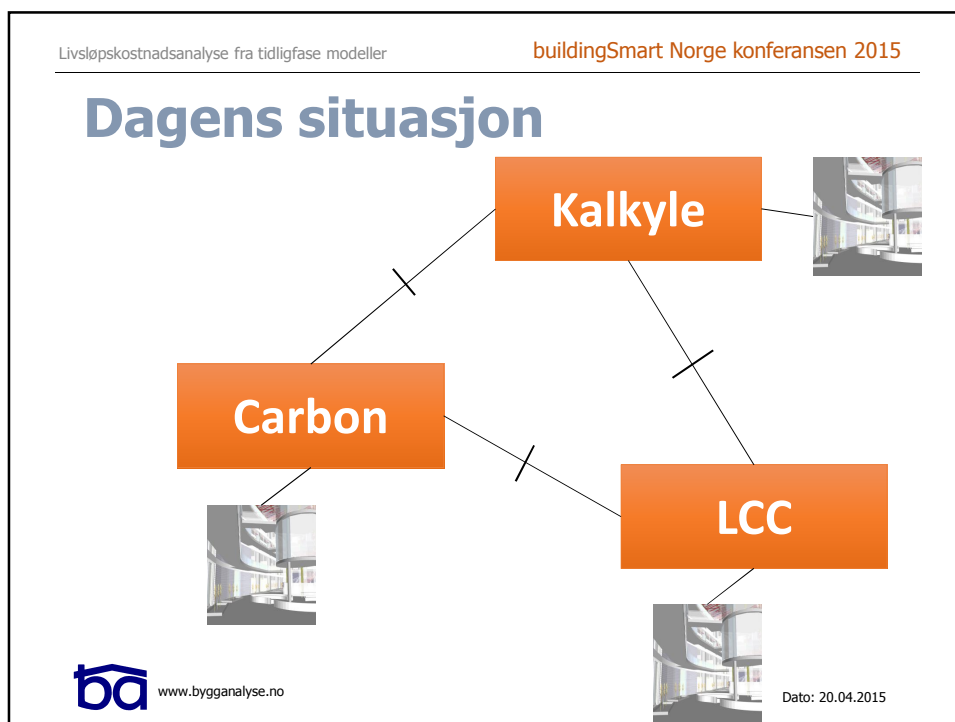 Livsløpskostnadsanalyse fra tidligfase modeller
buildingSmart Norge konferansen 2015
Dagens situasjon
Kalkyle
Carbon
LCC
ba
www.bygganalyse.no
Dato: 20.04.2015